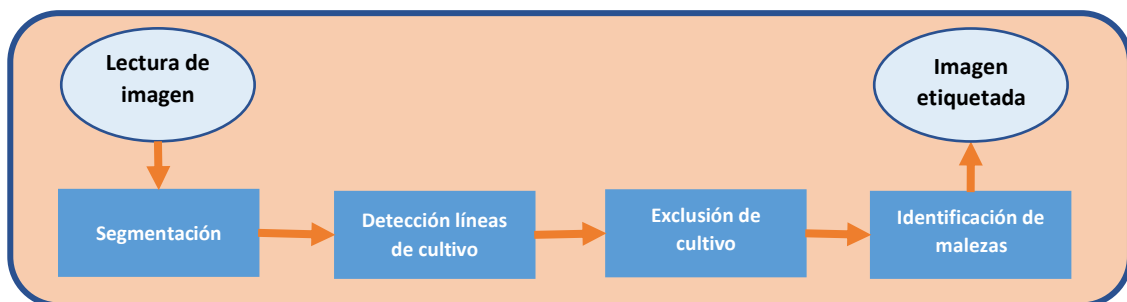 Lectura de
imagen
Imagen
etiquetada
Segmentación
Detección líneas
de cultivo
Exclusión de
cultivo
Identificación de
malezas